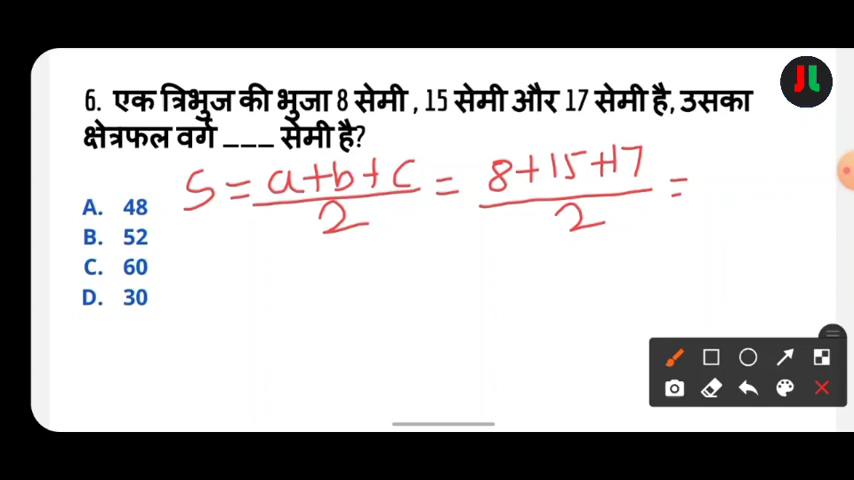 JL
6. एक त्रिभुज की भुजा 8 सेमी , 15 सेमी और 17 सेमी है, उसका
क्षेत्रफल वर्ग ___ सेमी है?
S = a+b+c/2 = 8+15+17/2 =
A. 48
B. 52
C. 60
D. 30